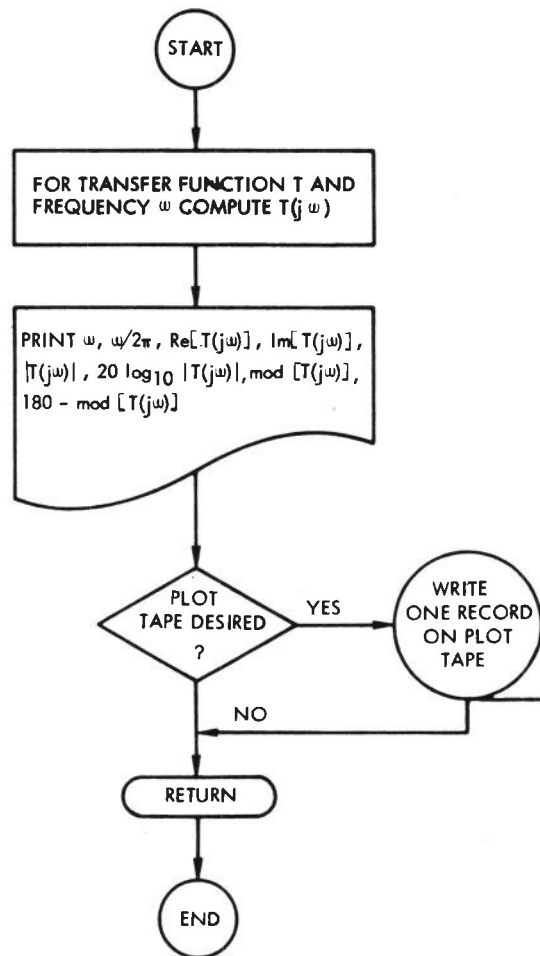 START
FOR TRANSFER FUNCTION T AND
FREQUENCY ω COMPUTE T(jω)
PRINT ω, ω/2π, Re[T(jω)], Im[T(jω)],
|T(jω)|, 20 log10 |T(jω)|, mod [T(jω)],
180 - mod [T(jω)]
PLOT
TAPE DESIRED
?
YES
WRITE
ONE RECORD
ON PLOT
TAPE
NO
RETURN
END